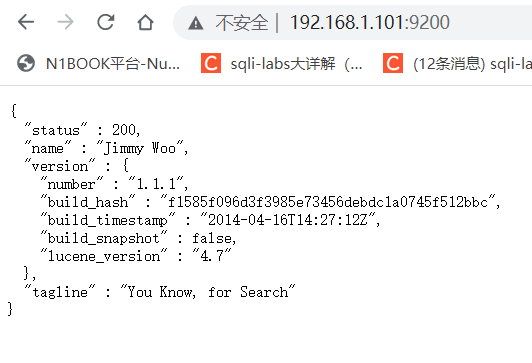 不安全 | 192.168.1.101:9200
N1BOOK平台-Nu... sqli-labs大详解（... (12条消息) sqli-la
{
"status" : 200,
"name" : "Jimmy Woo",
"version" : {
"number" : "1.1.1",
"build_hash" : "f1585f096d3f3985e73456debdc1a0745f512bbc",
"build_timestamp" : "2014-04-16T14:27:12Z",
"build_snapshot" : false,
"lucene_version" : "4.7"
},
"tagline" : "You Know, for Search"
}